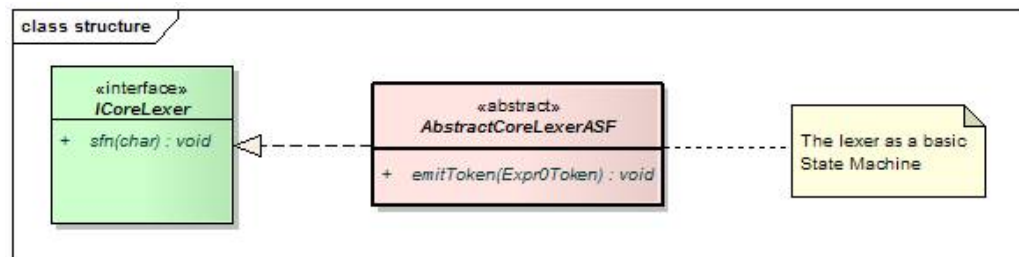 class structure
«interface»
ICoreLexer
+ sfn(char) : void
«abstract»
AbstractCoreLexerASF
+ emitToken(Expr0Token) : void
The lexer as a basic
State Machine